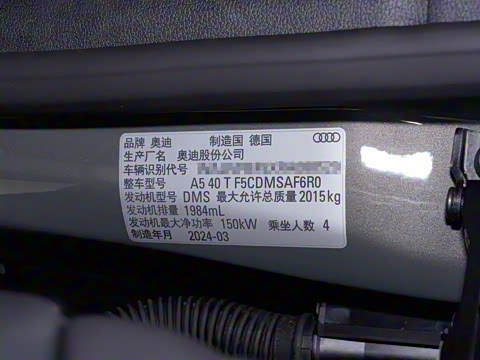 品牌 奥迪 制造国 德国
生产厂名 奥迪股份公司
车辆识别代号
整车型号 A5 40 T F5CDMSAF6R0
发动机型号 DMS 最大允许总质量 2015kg
发动机排量 1984mL
发动机最大净功率 150kW 乘坐人数 4
制造年月 2024-03